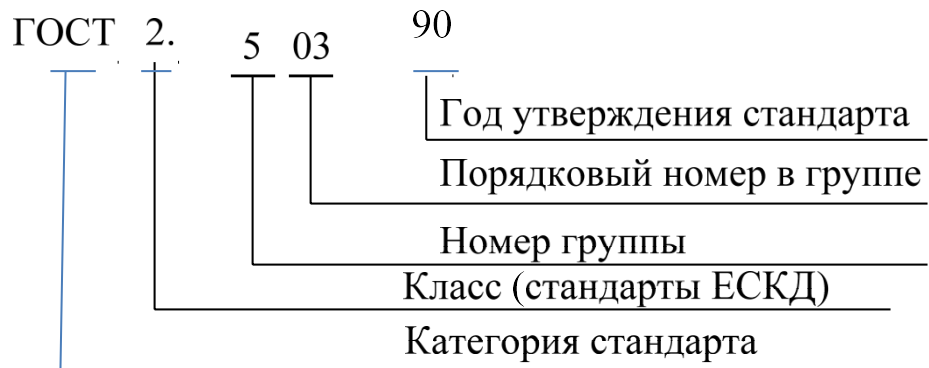 ГОСТ 2. 5 03 90
Год утверждения стандарта
Порядковый номер в группе
Номер группы
Класс (стандарты ЕСКД)
Категория стандарта